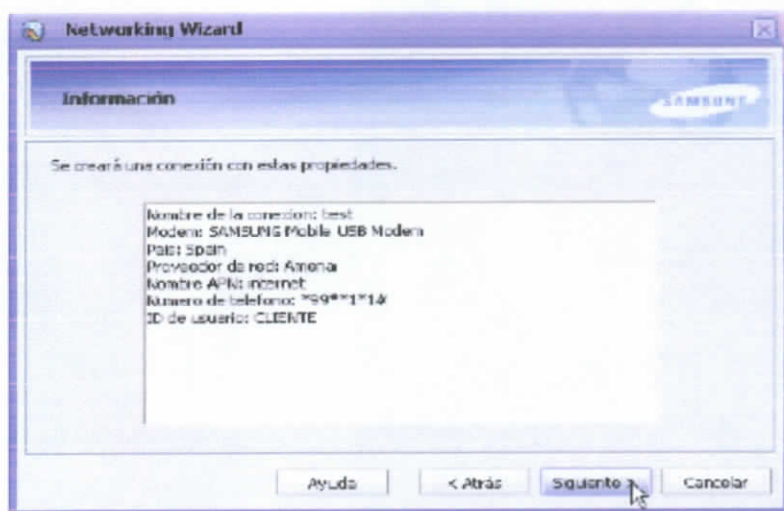 Networking Wizard
Información
SAMSUNG
Se creará una conexión con estas propiedades.
Nombre de la conexion: test
Modem: SAMSUNG Mobile USB Modem
Pais: Spain
Proveedor de red: Amena
Nombre APN: internet
Numero de telefono: *99**1*1#
ID de usuario: CLIENTE
Ayuda
< Atrás
Siguiente >
Cancelar